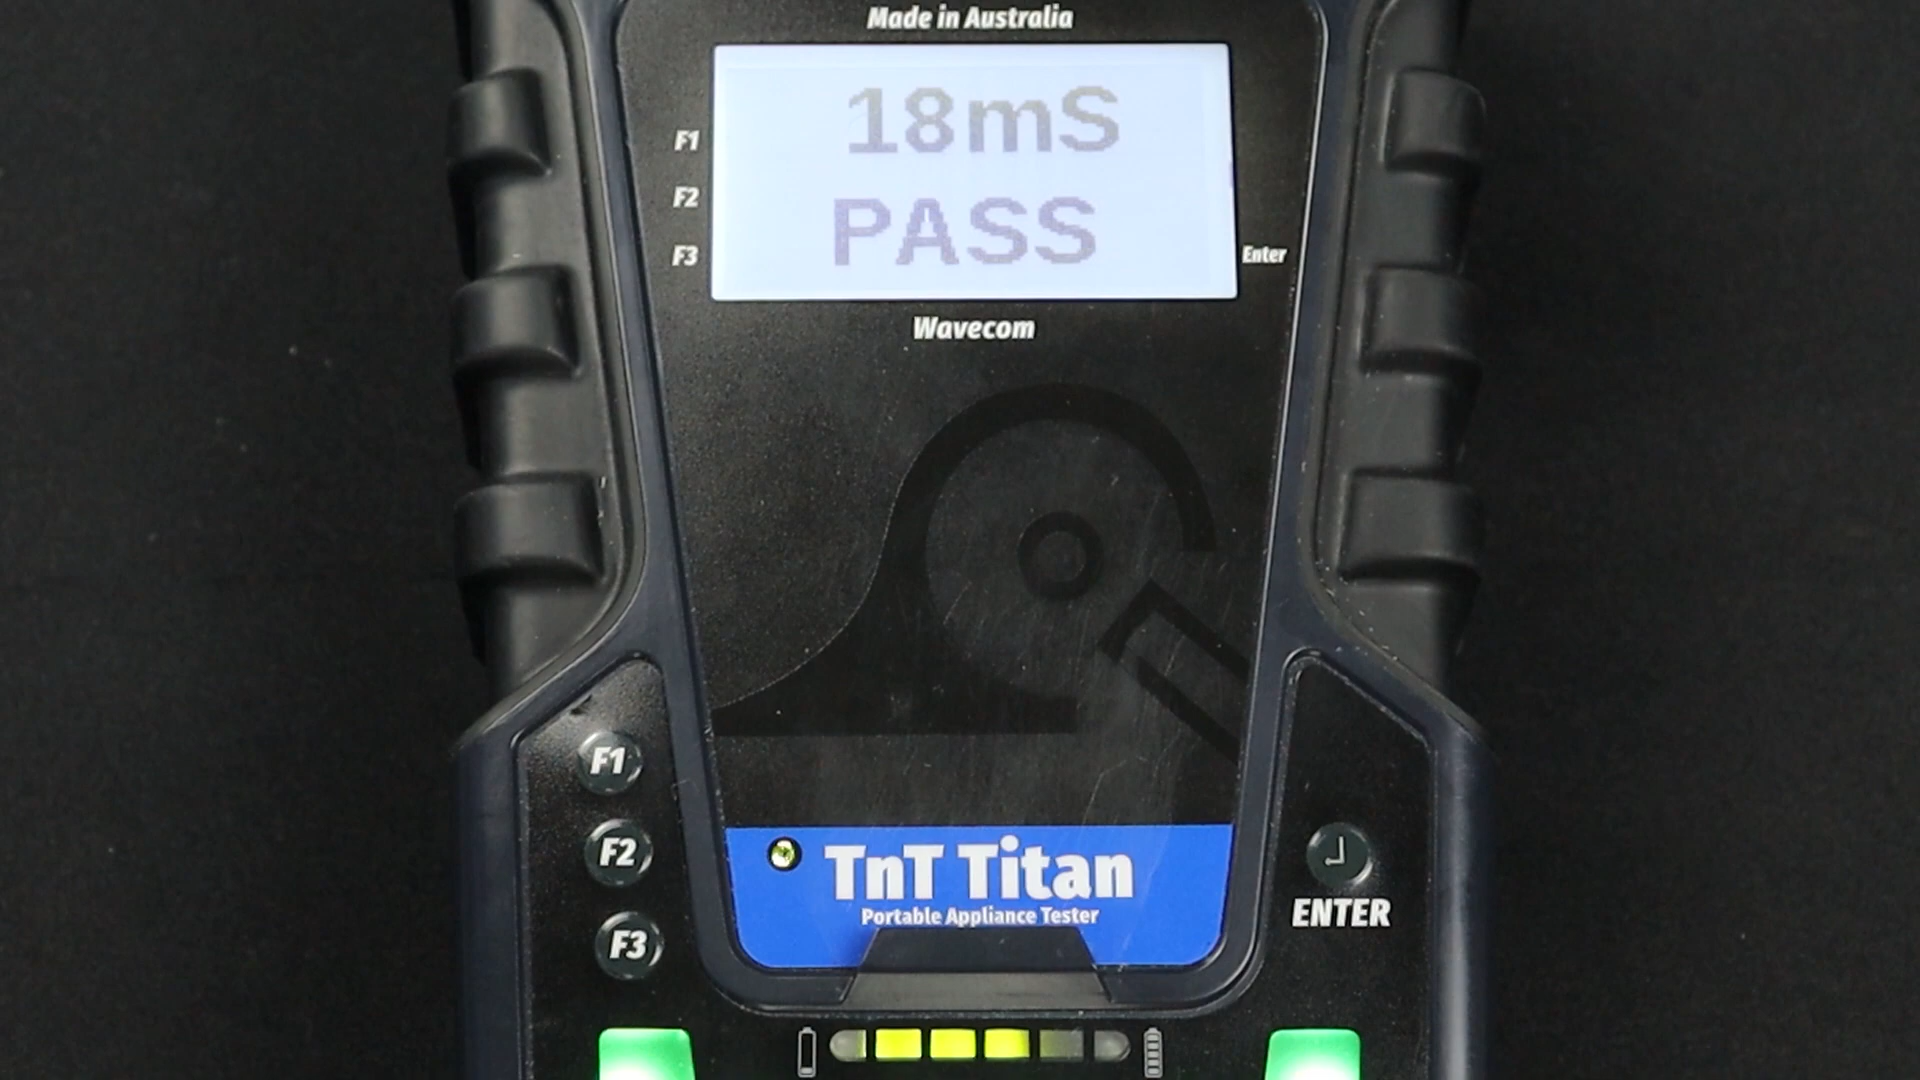 Made in Australia
18mS
PASS
F1
F2
F3
Enter
Wavecom
F1
F2
F3
TnT Titan
Portable Appliance Tester
ENTER